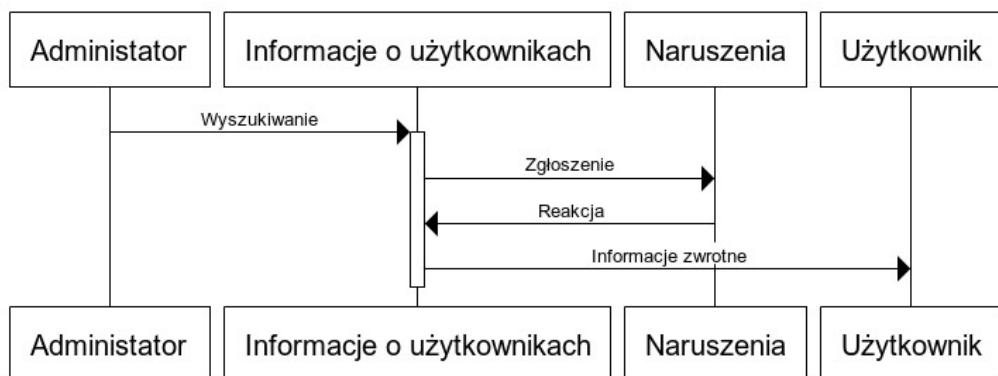 Administator
Informacje o użytkownikach
Naruszenia
Użytkownik
Wyszukiwanie
Zgłoszenie
Reakcja
Informacje zwrotne
Administator
Informacje o użytkownikach
Naruszenia
Użytkownik